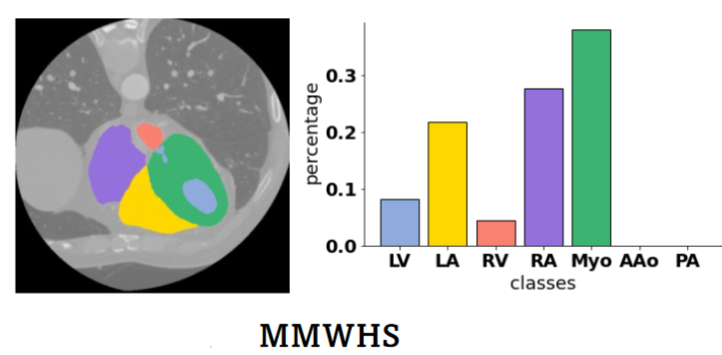 percentage
0.3
0.2
0.1
0.0
LV LA RV RA Myo AAo PA
classes
MMWHS